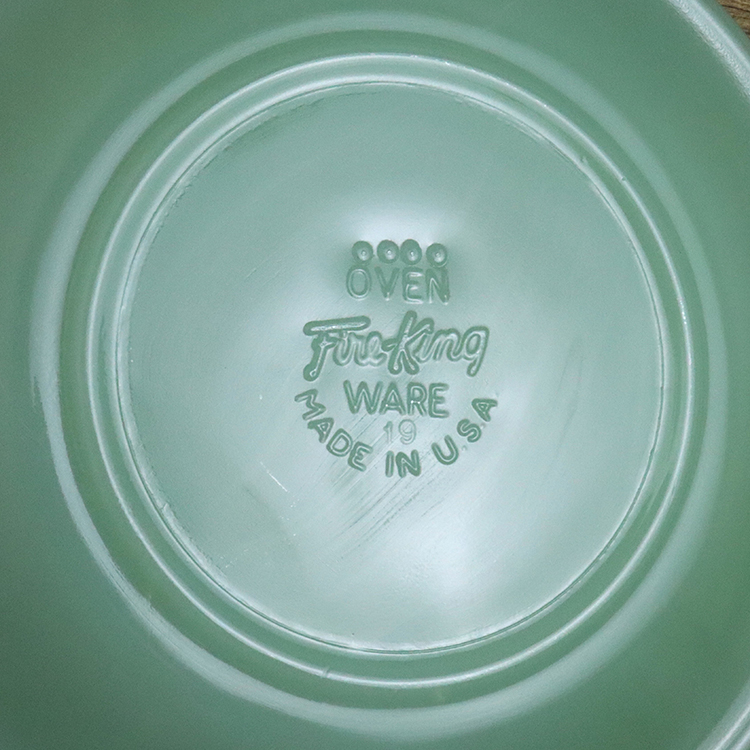 OVEN
Fire-King
WARE
19
MADE IN U.S.A